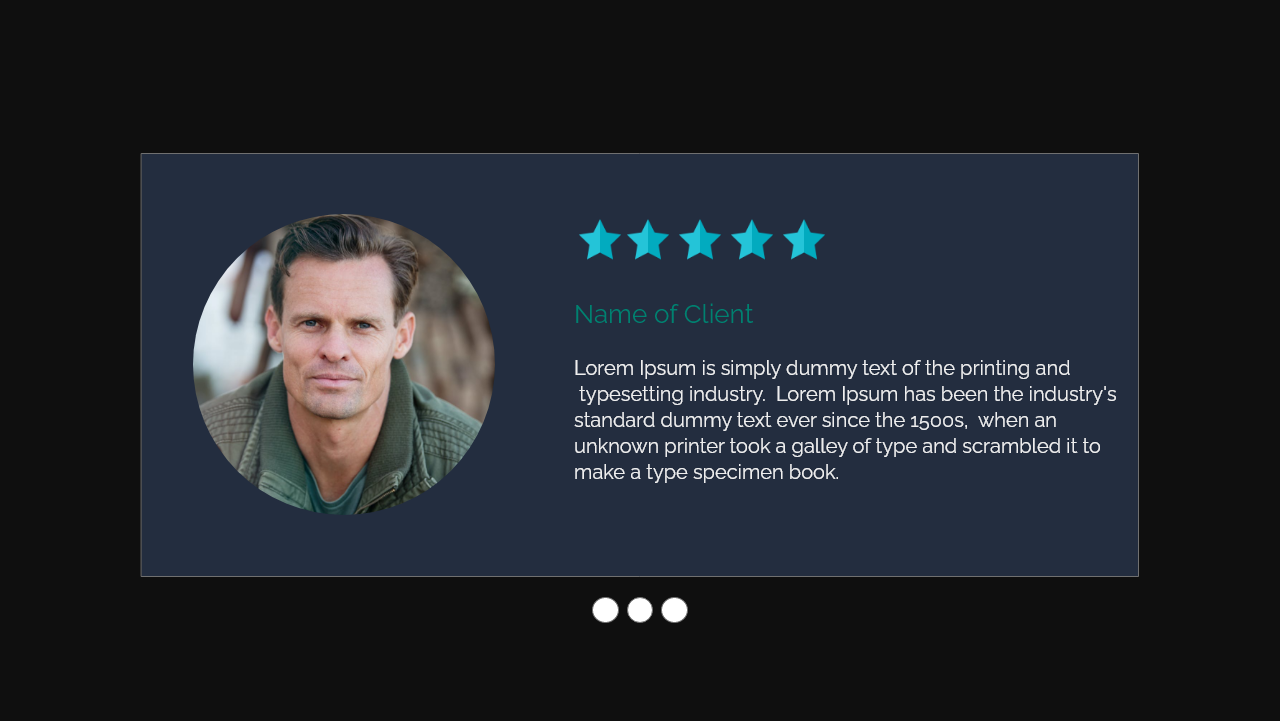 Name of Client
Lorem Ipsum is simply dummy text of the printing and
typesetting industry.  Lorem Ipsum has been the industry's
standard dummy text ever since the 1500s,  when an
unknown printer took a galley of type and scrambled it to
make a type specimen book.